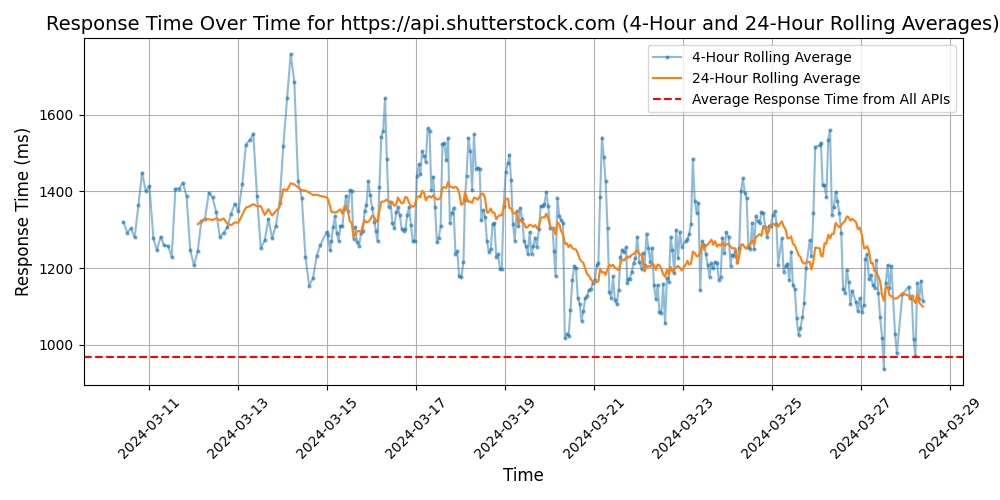 Response Time Over Time for https://api.shutterstock.com (4-Hour and 24-Hour Rolling Averages)
4-Hour Rolling Average
24-Hour Rolling Average
Average Response Time from All APIs
Response Time (ms)
1600
1400
1200
1000
2024-03-11
2024-03-13
2024-03-15
2024-03-17
2024-03-19
2024-03-21
2024-03-23
2024-03-25
2024-03-27
2024-03-29
Time